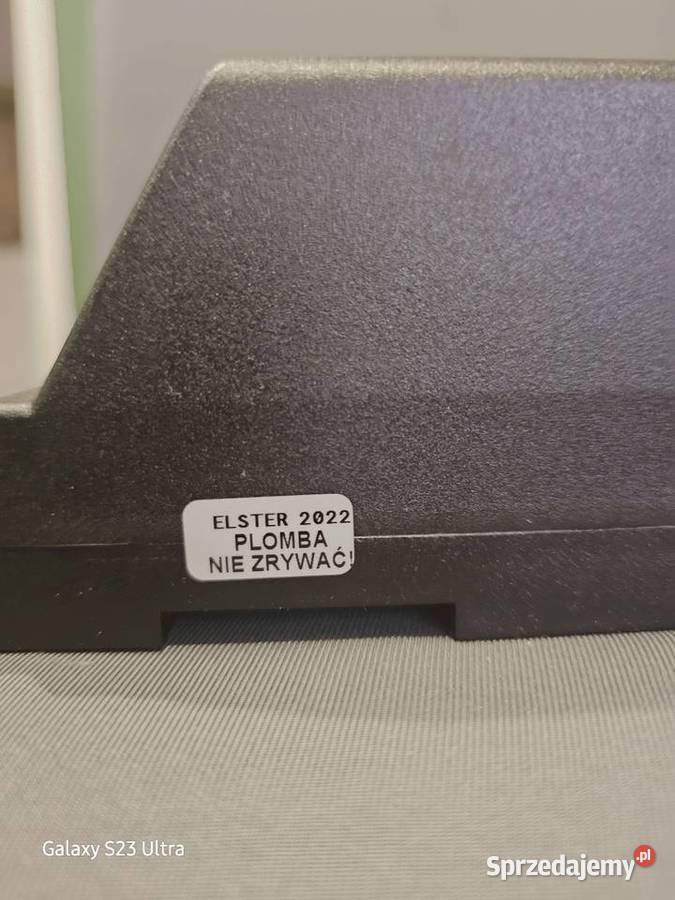 ELSTER 2022
PLOMBA
NIE ZRYWAĆ!
Galaxy S23 Ultra
Sprzedajemy.pl